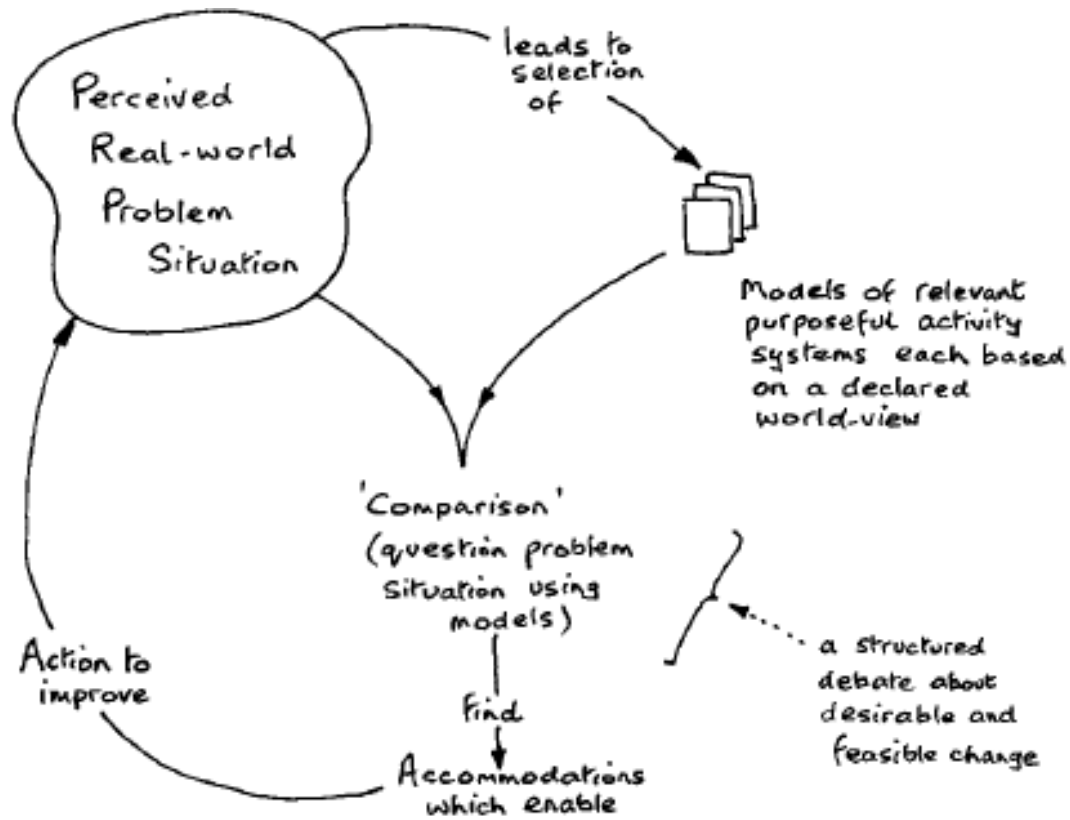 Perceived
Real-world
Problem
Situation
leads to
selection
of
Models of relevant
purposeful activity
systems each based
on a declared
world-view
'Comparison'
(question problem
situation using
models)
find
Accommodations
which enable
a structured
debate about
desirable and
feasible change
Action to
improve